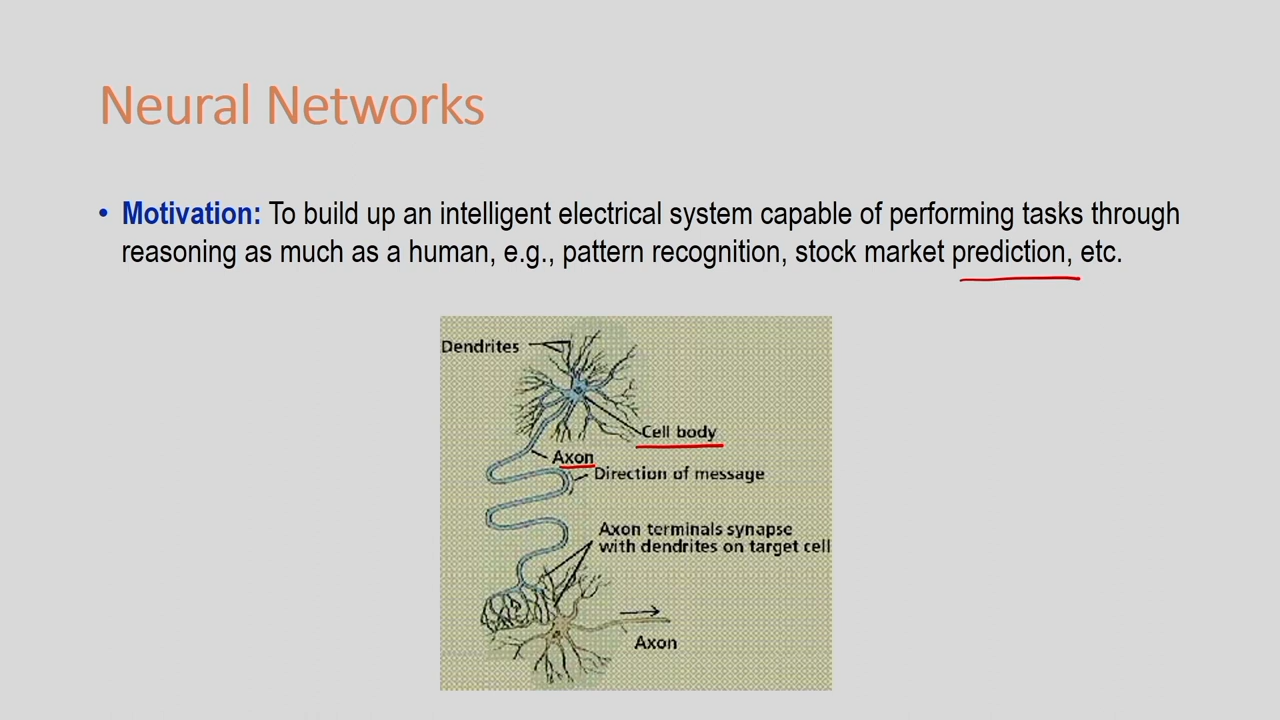 Neural Networks
• Motivation: To build up an intelligent electrical system capable of performing tasks through
reasoning as much as a human, e.g., pattern recognition, stock market prediction, etc.
Dendrites
Cell body
Axon
Direction of message
Axon terminals synapse
with dendrites on target cell
Axon